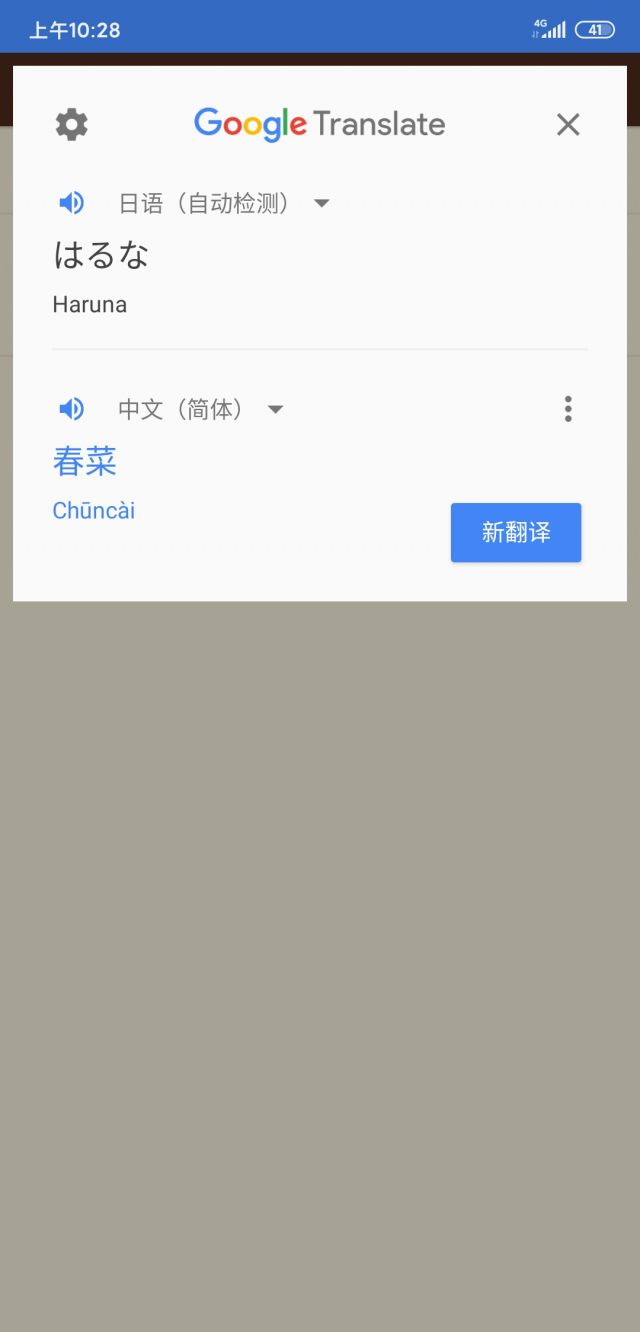 上午10:28
4G
41
Google Translate
日语（自动检测）
はるな
Haruna
中文（简体）
春菜
Chūncài
新翻译